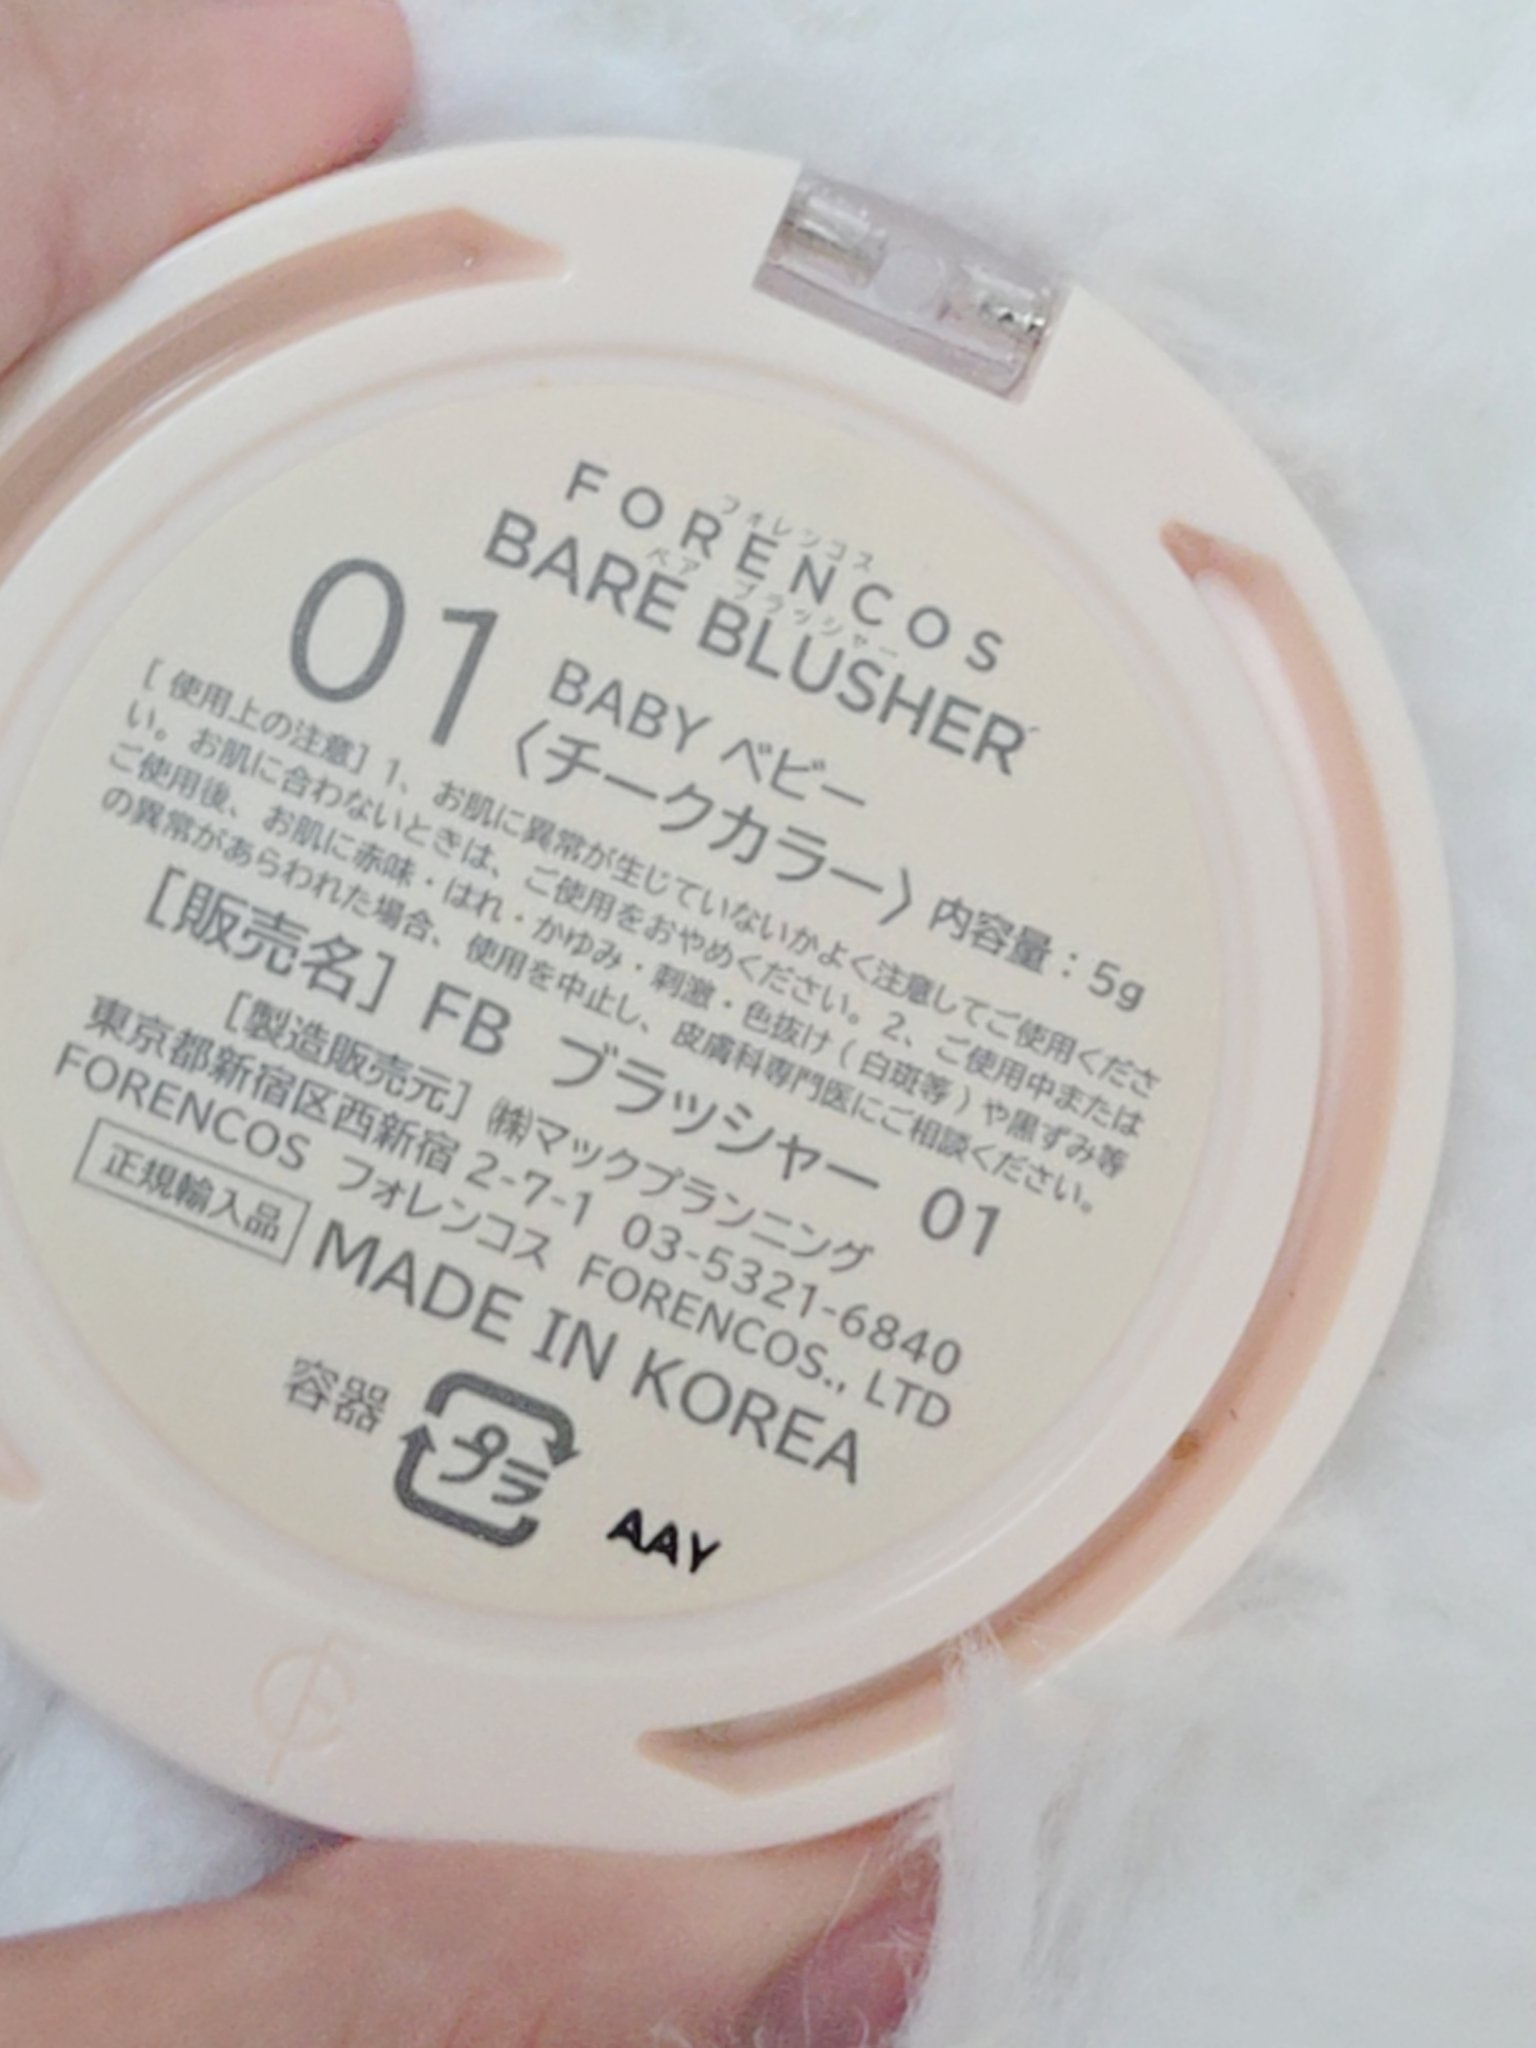 FORENCOS
フォレンコス
BARE BLUSHER
ベア ブラッシャー
01 BABY ベビー
〈チークカラー〉 内容量：5g
[ 使用上の注意] 1、お肌に異常が生じていないかよく注意してご使用くださ
い。お肌に合わないときは、ご使用をおやめください。2、ご使用中または
ご使用後、お肌に赤味・はれ・かゆみ・刺激・色抜け ( 白斑等 ) や黒ずみ等
の異常があらわれた場合、使用を中止し、皮膚科専門医にご相談ください。
[販売名] FB ブラッシャー 01
[製造販売元] ㈱マックプランニング
東京都新宿区西新宿 2-7-1 03-5321-6840
FORENCOS フォレンコス FORENCOS., LTD
正規輸入品 MADE IN KOREA
容器 プラ
AAY